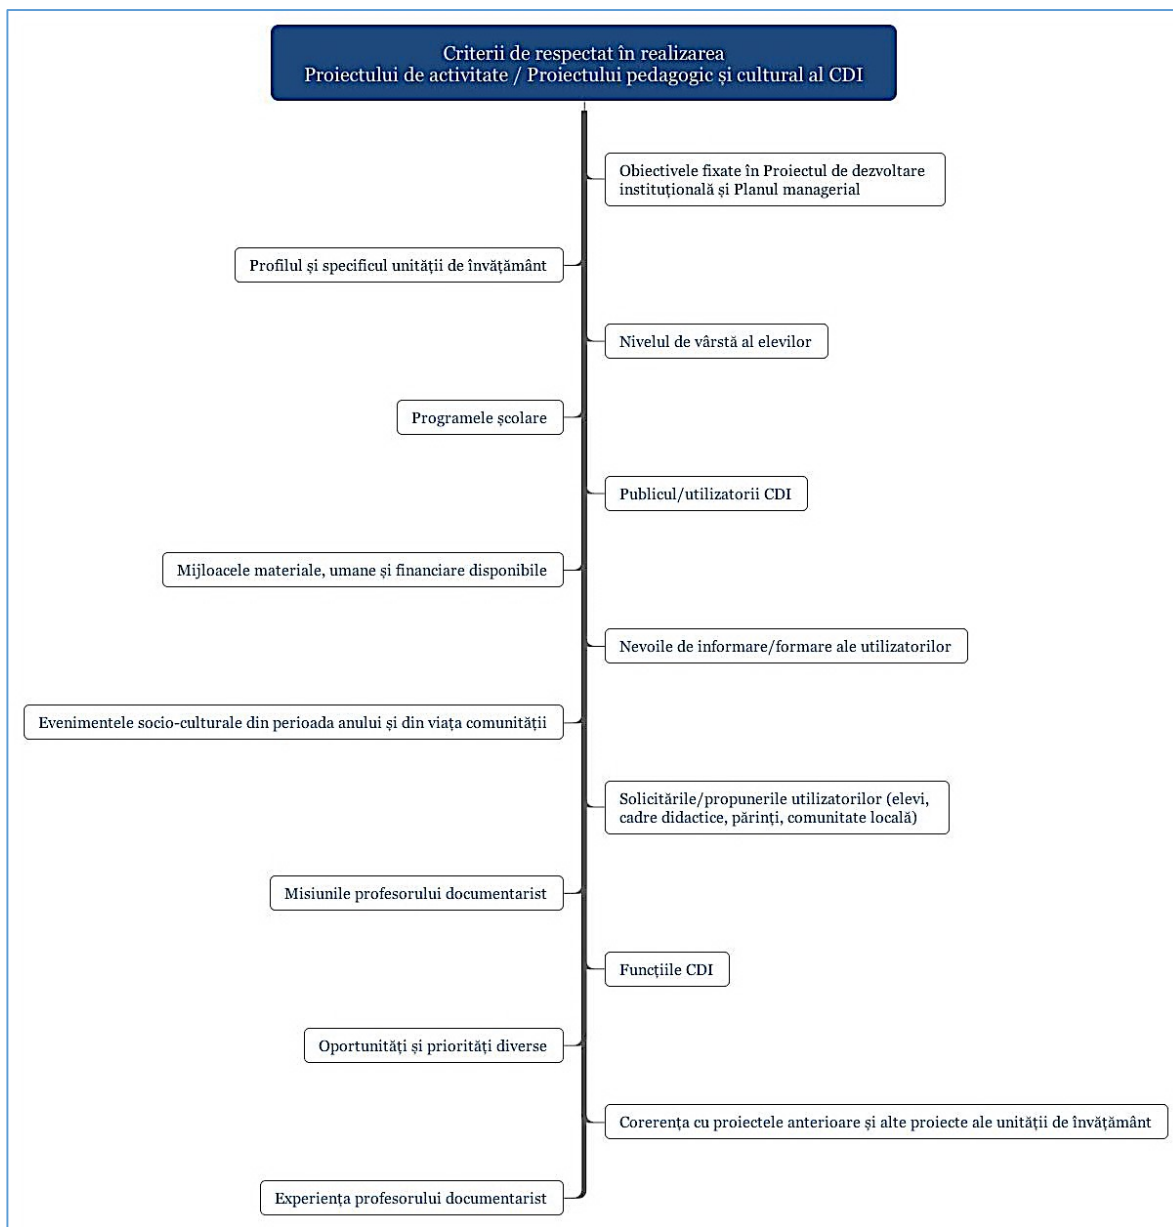 Criterii de respectat în realizarea
Proiectului de activitate / Proiectului pedagogic și cultural al CDI
Obiectivele fixate în Proiectul de dezvoltare
instituțională și Planul managerial
Profilul și specificul unității de învățământ
Nivelul de vârstă al elevilor
Programele școlare
Publicul/utilizatorii CDI
Mijloacele materiale, umane și financiare disponibile
Nevoile de informare/formare ale utilizatorilor
Evenimentele socio-culturale din perioada anului și din viața comunității
Solicitările/propunerile utilizatorilor (elevi,
cadre didactice, părinți, comunitate locală)
Misiunile profesorului documentarist
Funcțiile CDI
Oportunități și priorități diverse
Corerența cu proiectele anterioare și alte proiecte ale unității de învățământ
Experiența profesorului documentarist